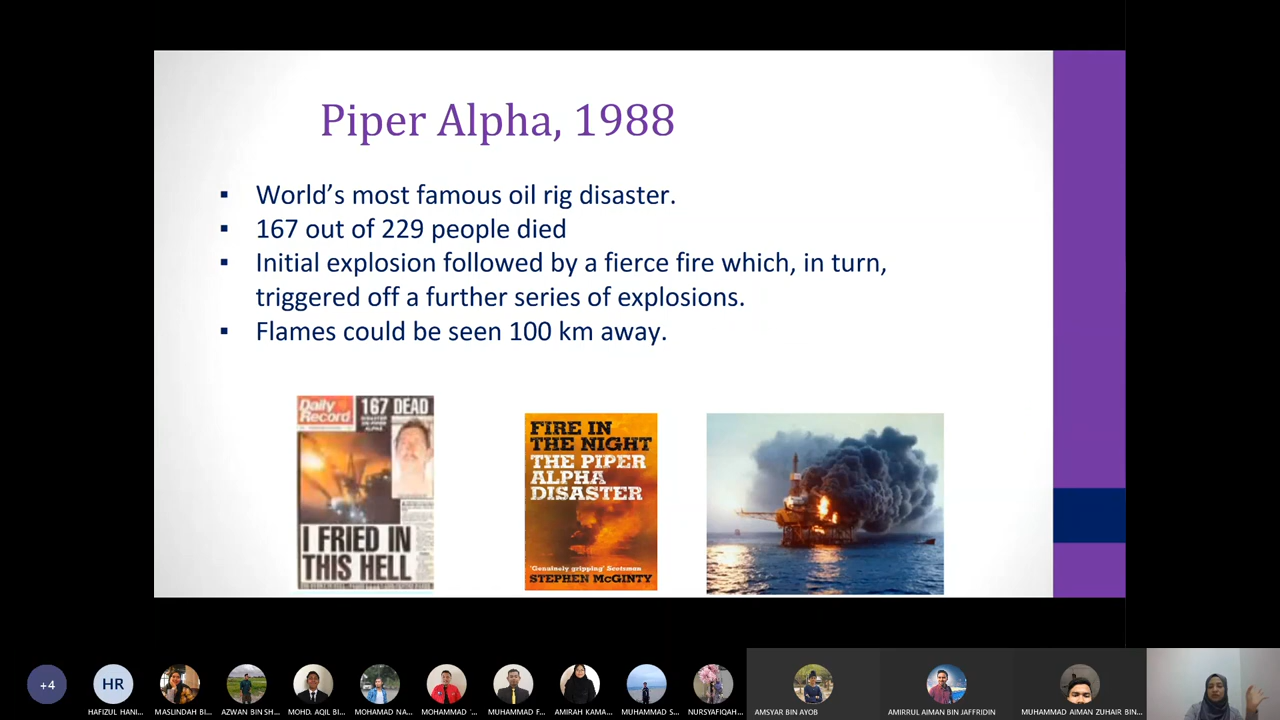 Piper Alpha, 1988
▪ World's most famous oil rig disaster.
▪ 167 out of 229 people died
▪ Initial explosion followed by a fierce fire which, in turn,
triggered off a further series of explosions.
▪ Flames could be seen 100 km away.
Daily
Record
167 DEAD
I FRIED IN
THIS HELL
FIRE IN
THE NIGHT
THE PIPER
ALPHA
DISASTER
'Genuinely gripping' Scotsman
STEPHEN McGINTY
+4
HR
HAFIZUL HANI...
MASLINDAH BI...
AZWAN BIN SH...
MOHD. AQIL BI...
MOHAMAD NA...
MOHAMMAD '...
MUHAMMAD F...
AMIRAH KAMA...
MUHAMMAD S...
NURSYAFIQAH...
AMSYAR BIN AYOB
AMIRRUL AIMAN BIN JAFFRIDIN
MUHAMMAD AIMAN ZUHAIR BIN...